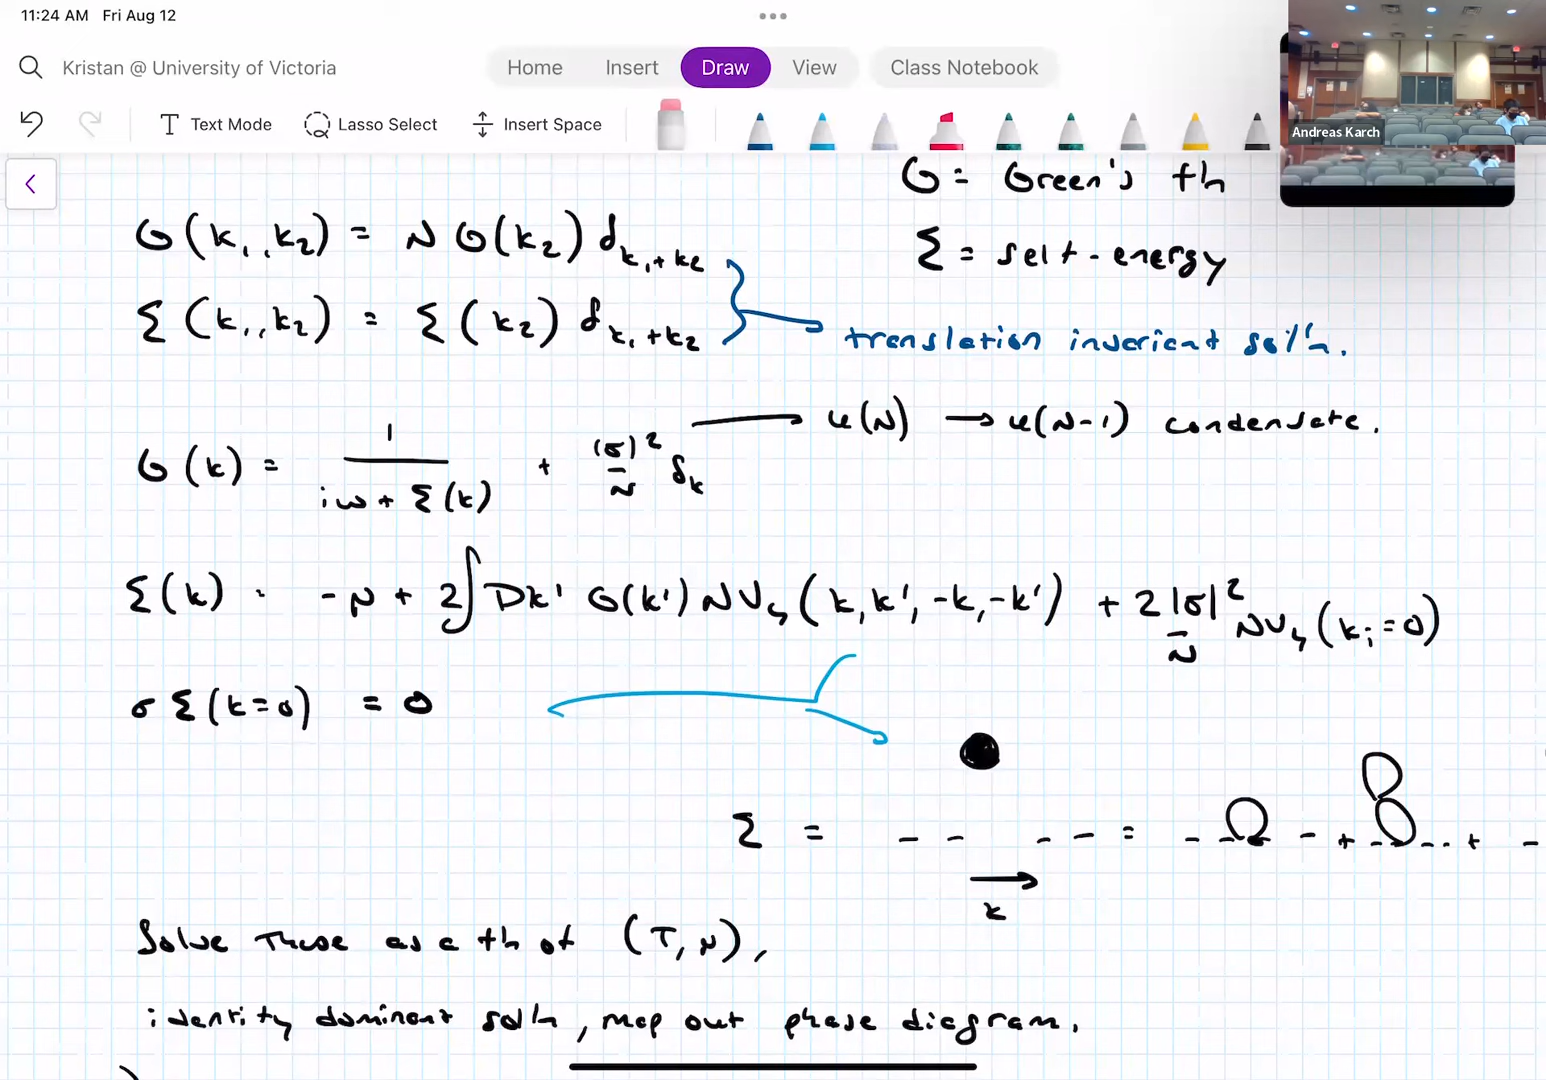 11:24 AM Fri Aug 12
Kristan @ University of Victoria
Home Insert Draw View Class Notebook
Text Mode Lasso Select Insert Space
Andreas Karch
G = Green's fn
Σ = self-energy
G(k₁,k₂) = N G(k₂) δ_{k₁+k₂}
Σ(k₁,k₂) = Σ(k₂) δ_{k₁+k₂}
translation invariant sol'n.
G(k) = 1/(iω + Σ(k)) + |σ|²/N δ_k → U(N) → U(N-1) condensate.
Σ(k) = -μ + 2∫Dk' G(k') N V₄(k,k',-k,-k') + 2|σ|²/N N V₄(kᵢ=0)
σ Σ(k=0) = 0
Σ = -- -- = - - - + - - .. + -
k
Solve these as a fn of (T,μ),
identity dominant soln, map out phase diagram.